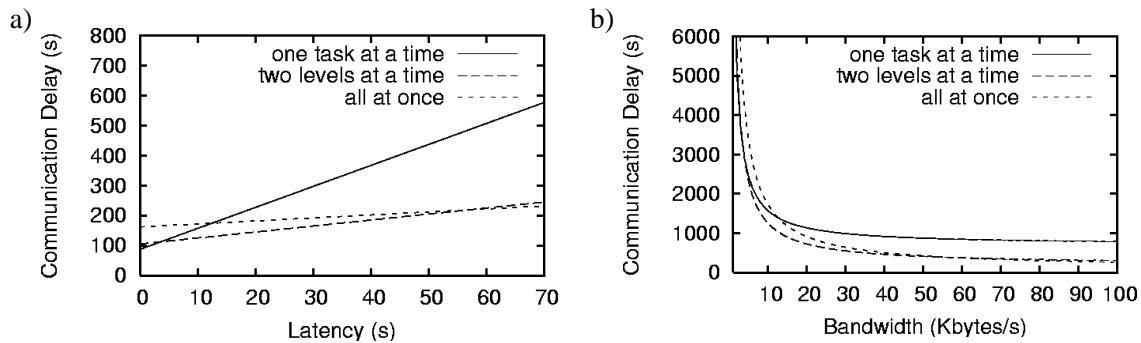 a)
Communication Delay (s)
800
700
600
500
400
300
200
100
0
one task at a time
two levels at a time
all at once
0 10 20 30 40 50 60 70
Latency (s)
b)
Communication Delay (s)
6000
5000
4000
3000
2000
1000
0
one task at a time
two levels at a time
all at once
10 20 30 40 50 60 70 80 90 100
Bandwidth (Kbytes/s)